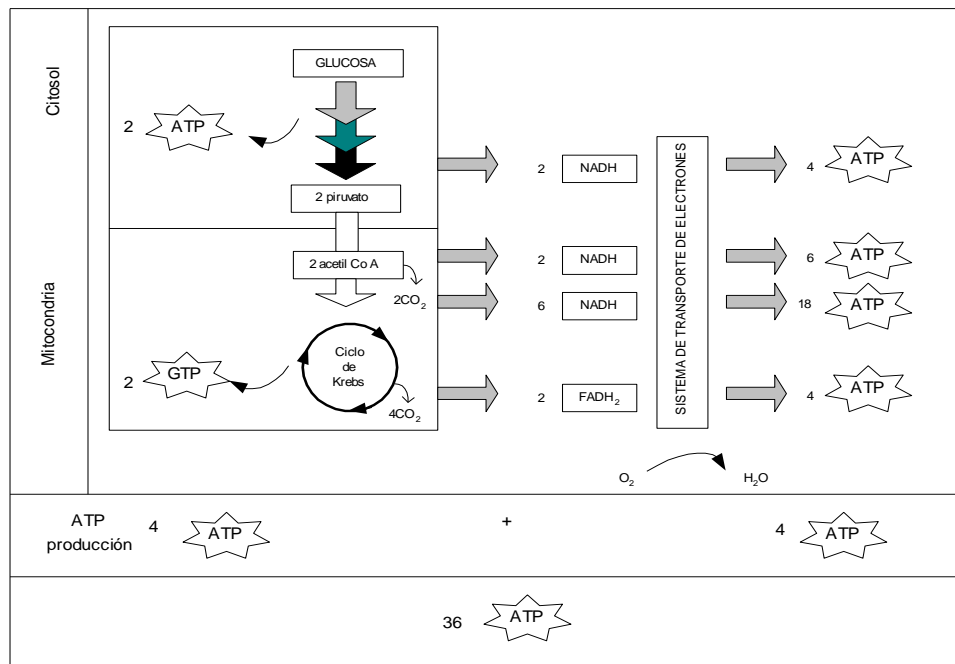 Citosol
GLUCOSA
2 ATP
2 piruvato
2 NADH
4 ATP
Mitocondria
2 acetil Co A
2CO₂
2 NADH
6 ATP
6 NADH
18 ATP
2 GTP
Ciclo
de
Krebs
4CO₂
2 FADH₂
4 ATP
SISTEMA DE TRANSPORTE DE ELECTRONES
O₂ H₂O
ATP
producción
4 ATP + 4 ATP
36 ATP